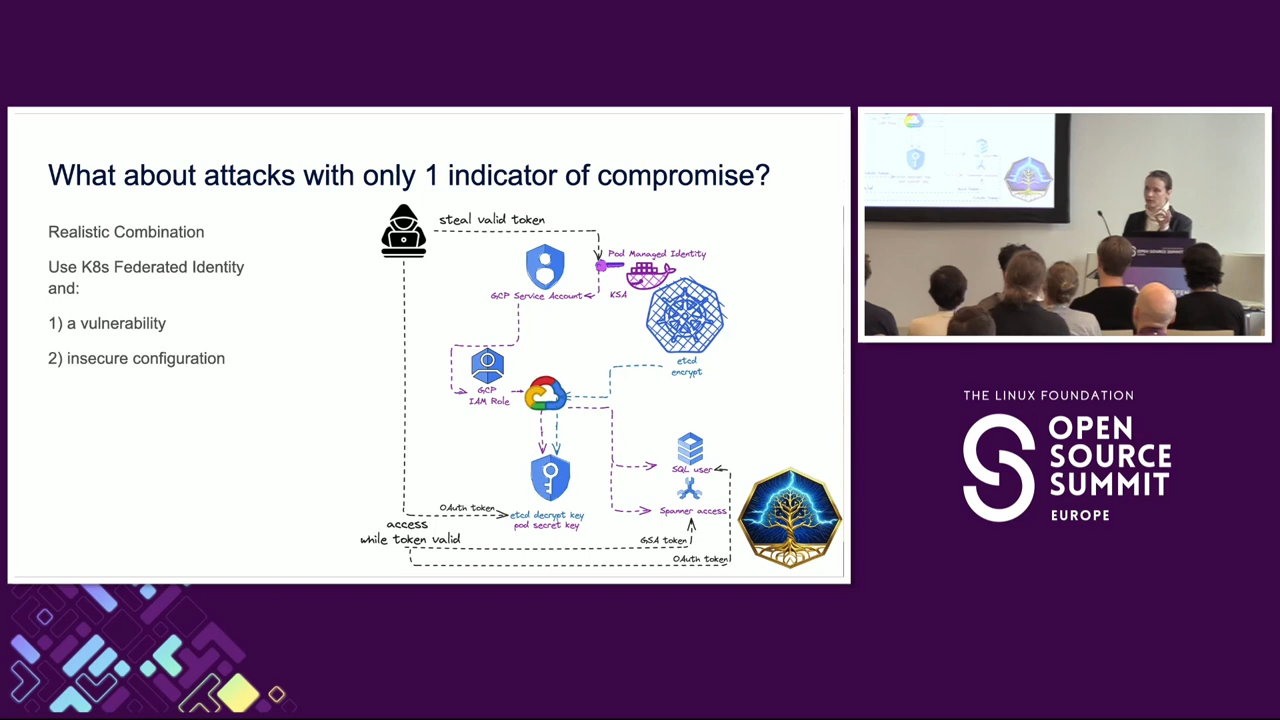 What about attacks with only 1 indicator of compromise?
Realistic Combination
Use K8s Federated Identity
and:
1) a vulnerability
2) insecure configuration
steal valid token
Pod Managed Identity
GCP Service Account
KSA
etcd
encrypt
GCP
IAM Role
SQL user
Spanner access
OAuth token
etcd decrypt key
pod secret key
access
while token valid
GSA token
OAuth token
OPEN SOURCE SUMMIT
THE LINUX FOUNDATION
OPEN
SOURCE
SUMMIT
EUROPE